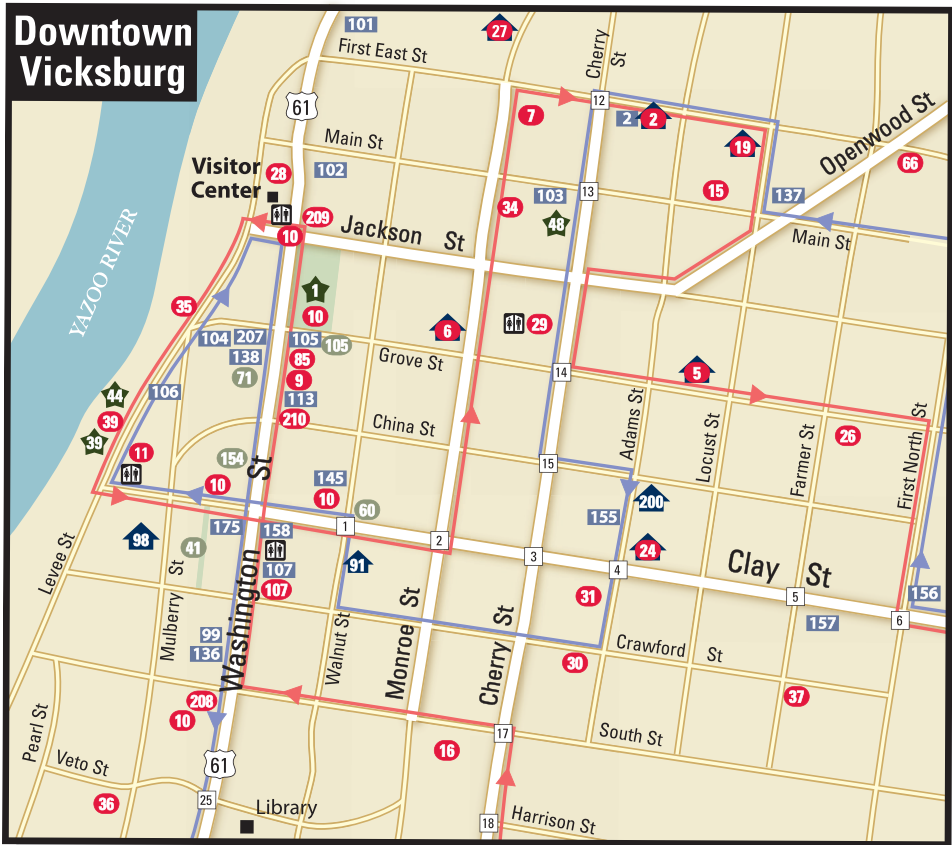 Downtown
Vicksburg
101
27
First East St
Cherry
St
61
12
7
2
2
19
Openwood St
66
Main St
102
Visitor
Center
28
103
13
15
137
34
48
209
10
Jackson St
Main St
YAZOO RIVER
1
10
35
6
29
104
207
105
105
138
85
Grove St
14
5
71
9
113
106
44
39
39
210
China St
Adams St
Locust St
Farmer St
26
First North St
11
154
St
15
10
145
10
60
200
155
98
175
158
1
2
3
24
41
107
107
91
4
Clay St
5
6
156
157
Levee St
Mulberry St
Washington
31
99
136
Walnut St
Monroe St
Cherry St
30
Crawford St
37
208
10
17
South St
16
Pearl St
Veto St
61
36
25
Library
18
Harrison St